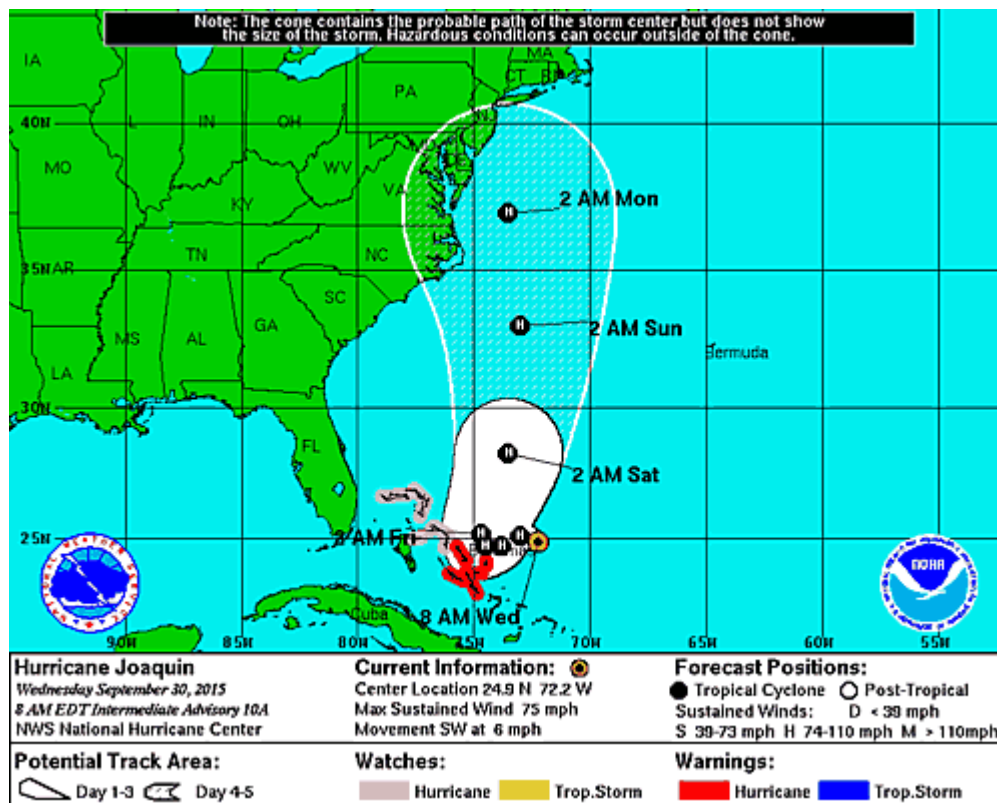 Note: The cone contains the probable path of the storm center but does not show
the size of the storm. Hazardous conditions can occur outside of the cone.
MA
IA
CT
PA
NJ
40N
IN
OH
MO
WV
DE
VA
2 AM Mon
KY
TN
NC
35N
AR
SC
2 AM Sun
MS
AL
GA
Bermuda
LA
30N
FL
2 AM Sat
25N
2 AM Fri
NOAA
8 AM Wed
Cuba
90W
85W
80W
75W
70W
65W
60W
55W
Hurricane Joaquin
Wednesday September 30, 2015
8 AM EDT Intermediate Advisory 10A
NWS National Hurricane Center
Current Information:
Center Location 24.9 N 72.2 W
Max Sustained Wind 75 mph
Movement SW at 6 mph
Forecast Positions:
Tropical Cyclone Post-Tropical
Sustained Winds: D < 39 mph
S 39-73 mph H 74-110 mph M > 110mph
Potential Track Area:
Day 1-3 Day 4-5
Watches:
Hurricane Trop.Storm
Warnings:
Hurricane Trop.Storm